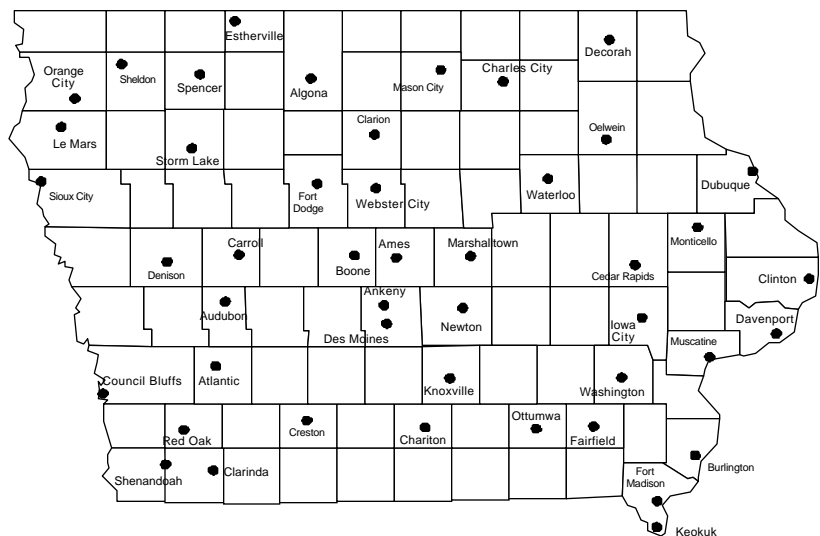 Estherville
Decorah
Orange
City
Sheldon
Spencer
Algona
Mason City
Charles City
Clarion
Oelwein
Le Mars
Storm Lake
Sioux City
Fort
Dodge
Webster City
Waterloo
Dubuque
Carroll
Ames
Marshalltown
Monticello
Denison
Boone
Cedar Rapids
Clinton
Ankeny
Audubon
Des Moines
Newton
Iowa
City
Davenport
Muscatine
Council Bluffs
Atlantic
Knoxville
Washington
Red Oak
Creston
Chariton
Ottumwa
Fairfield
Shenandoah
Clarinda
Fort
Madison
Burlington
Keokuk